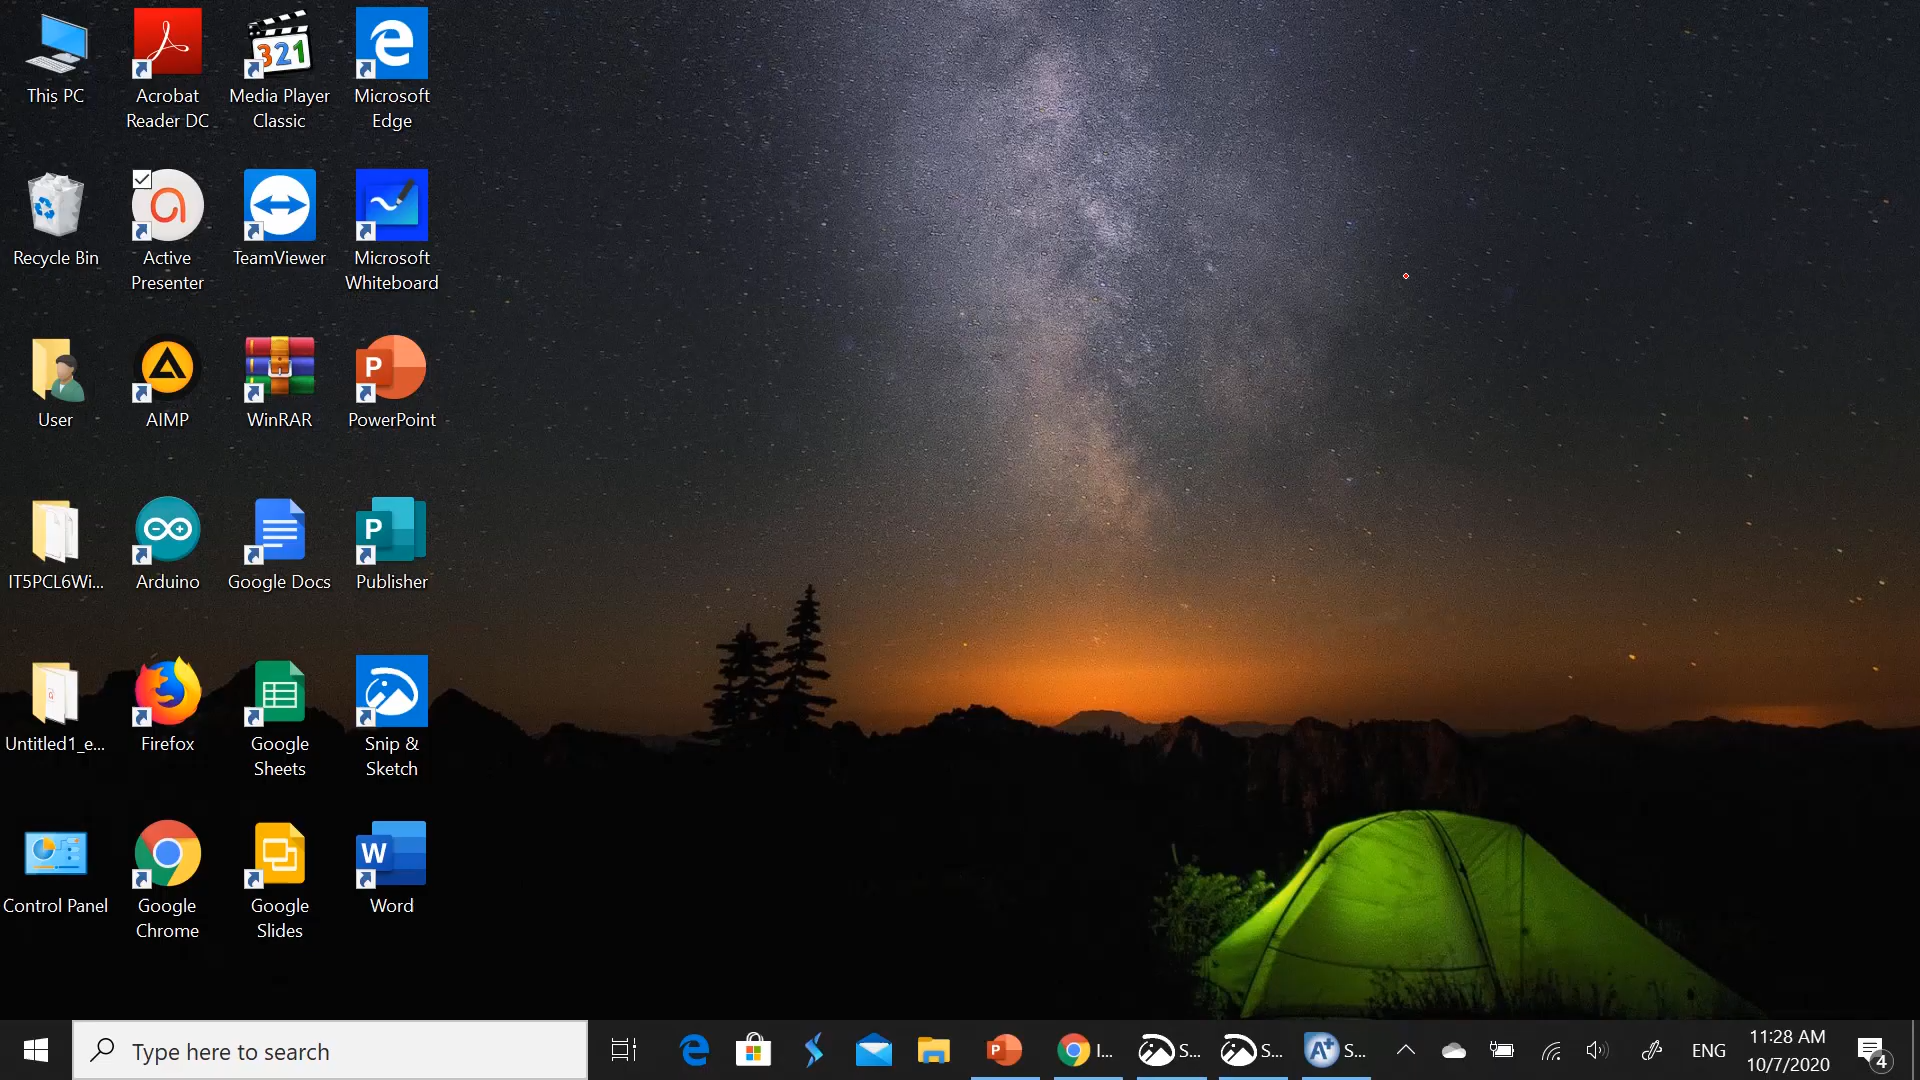 This PC
Acrobat
Reader DC
Media Player
Classic
321
Microsoft
Edge
Recycle Bin
Active
Presenter
TeamViewer
Microsoft
Whiteboard
User
AIMP
WinRAR
P
PowerPoint
IT5PCL6Wi...
Arduino
Google Docs
P
Publisher
Untitled1_e...
Firefox
Google
Sheets
Snip &
Sketch
Control Panel
Google
Chrome
Google
Slides
W
Word
Type here to search
P
I...
S...
S...
A+
S...
ENG
11:28 AM
10/7/2020
4